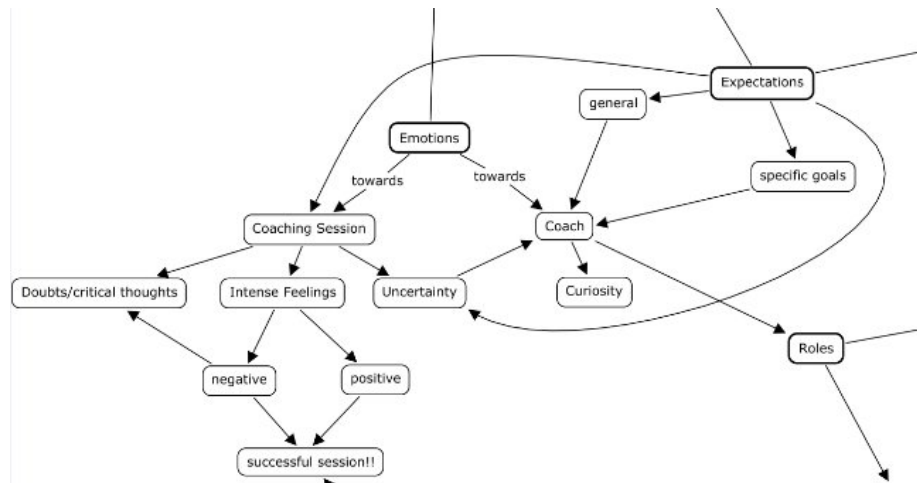 Expectations
general
Emotions
towards
towards
specific goals
Coaching Session
Coach
Doubts/critical thoughts
Intense Feelings
Uncertainty
Curiosity
Roles
negative
positive
successful session!!